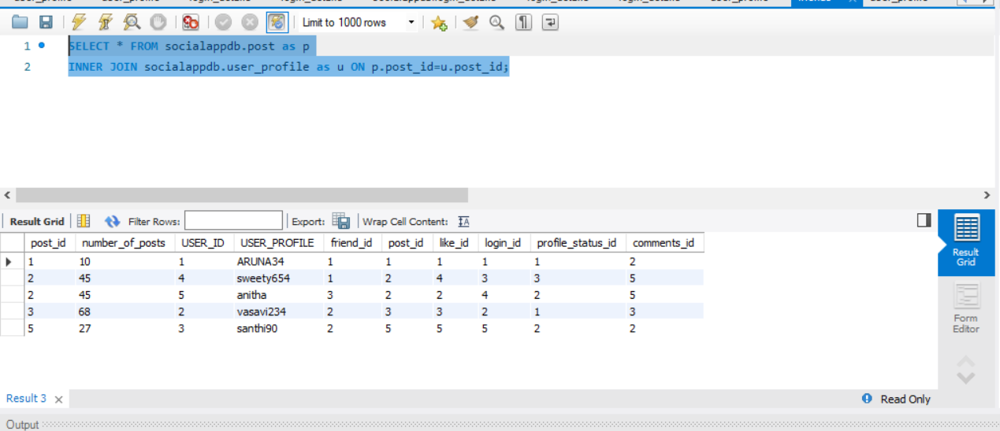 Limit to 1000 rows
1 SELECT * FROM socialappdb.post as p
2 INNER JOIN socialappdb.user_profile as u ON p.post_id=u.post_id;
Result Grid Filter Rows: Export: Wrap Cell Content:
post_id number_of_posts USER_ID USER_PROFILE friend_id post_id like_id login_id profile_status_id comments_id
1 10 1 ARUNA34 1 1 1 1 1 2
2 45 4 sweety654 1 2 4 3 3 5
2 45 5 anitha 3 2 2 4 2 5
3 68 2 vasavi234 2 3 3 2 1 3
5 27 3 santhi90 2 5 5 5 2 2
Result
Grid
Form
Editor
Result 3 Read Only
Output